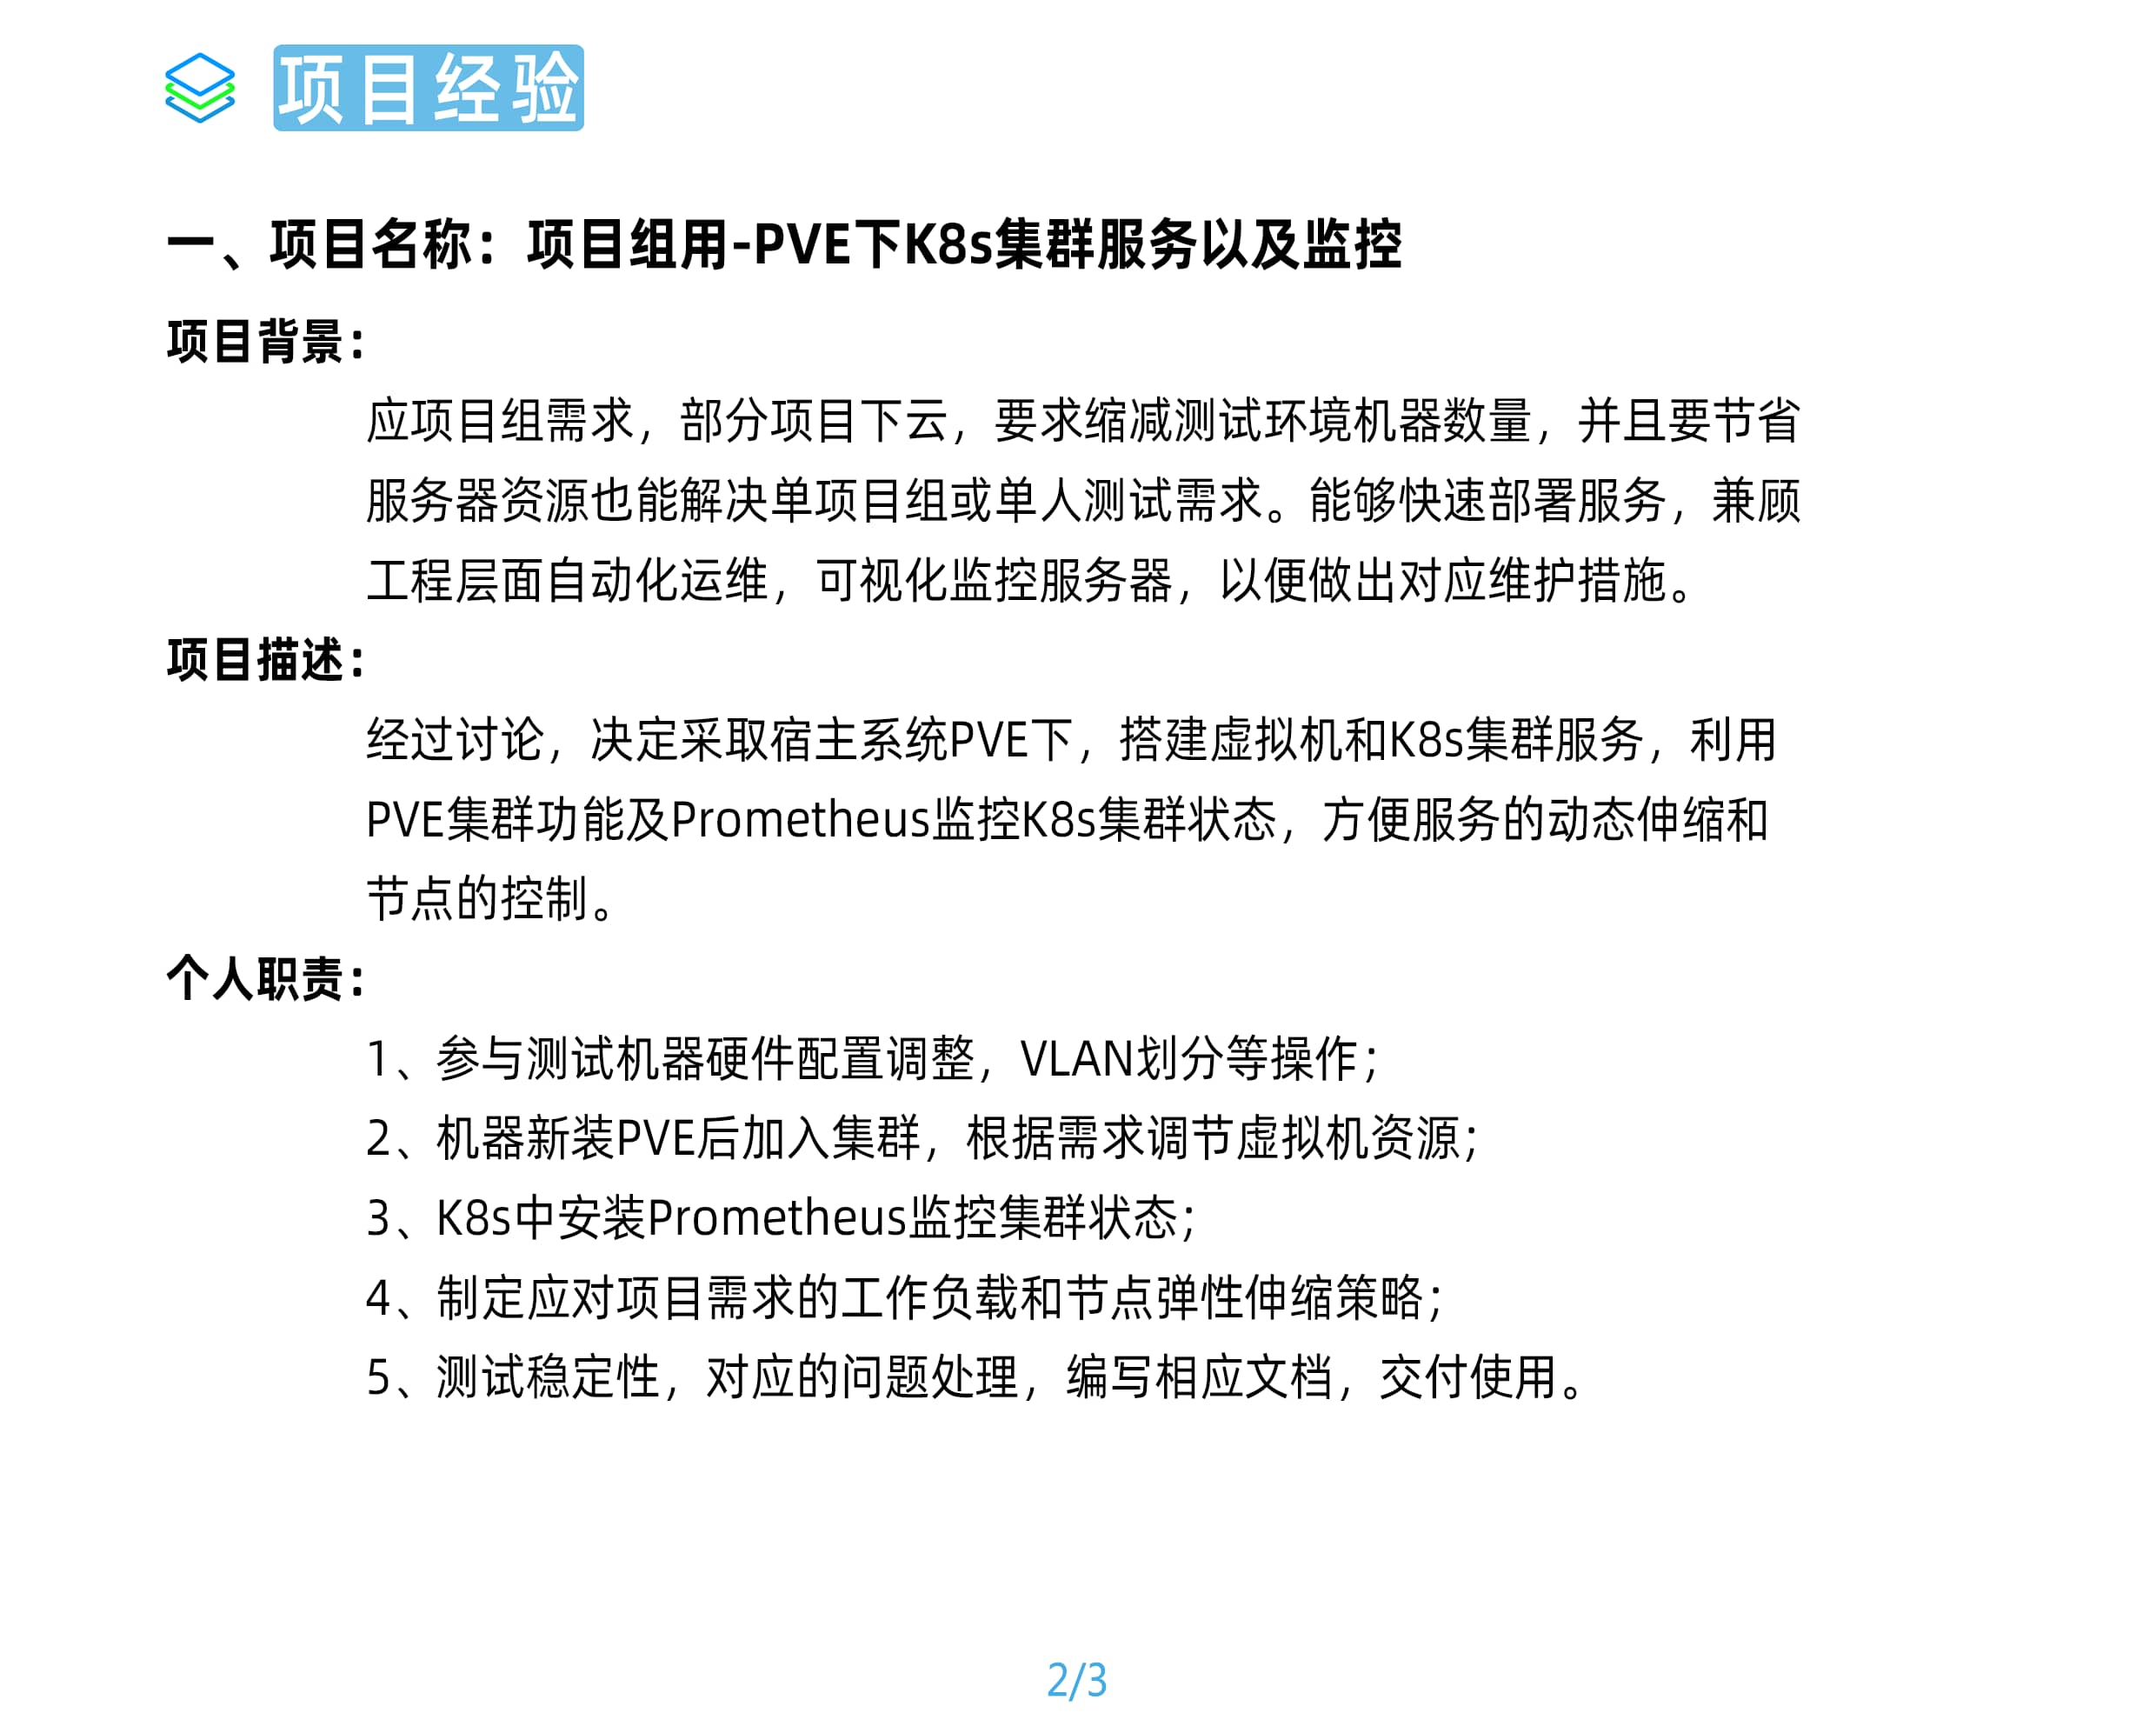 项目经验
一、项目名称：项目组用-PVE下K8s集群服务以及监控
项目背景：
应项目组需求，部分项目下云，要求缩减测试环境机器数量，并且要节省
服务器资源也能解决单项目组或单人测试需求。能够快速部署服务，兼顾
工程层面自动化运维，可视化监控服务器，以便做出对应维护措施。
项目描述：
经过讨论，决定采取宿主系统PVE下，搭建虚拟机和K8s集群服务，利用
PVE集群功能及Prometheus监控K8s集群状态，方便服务的动态伸缩和
节点的控制。
个人职责：
1、参与测试机器硬件配置调整，VLAN划分等操作；
2、机器新装PVE后加入集群，根据需求调节虚拟机资源；
3、K8s中安装Prometheus监控集群状态；
4、制定应对项目需求的工作负载和节点弹性伸缩策略；
5、测试稳定性，对应的问题处理，编写相应文档，交付使用。
2/3